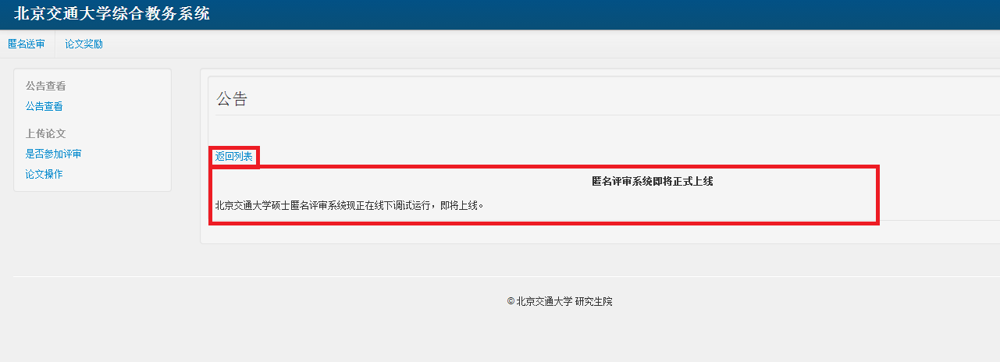 北京交通大学综合教务系统
匿名送审 论文奖励
公告查看
公告查看
上传论文
是否参加评审
论文操作
公告
返回列表
匿名评审系统即将正式上线
北京交通大学硕士匿名评审系统现正在线下调试运行，即将上线。
© 北京交通大学 研究生院